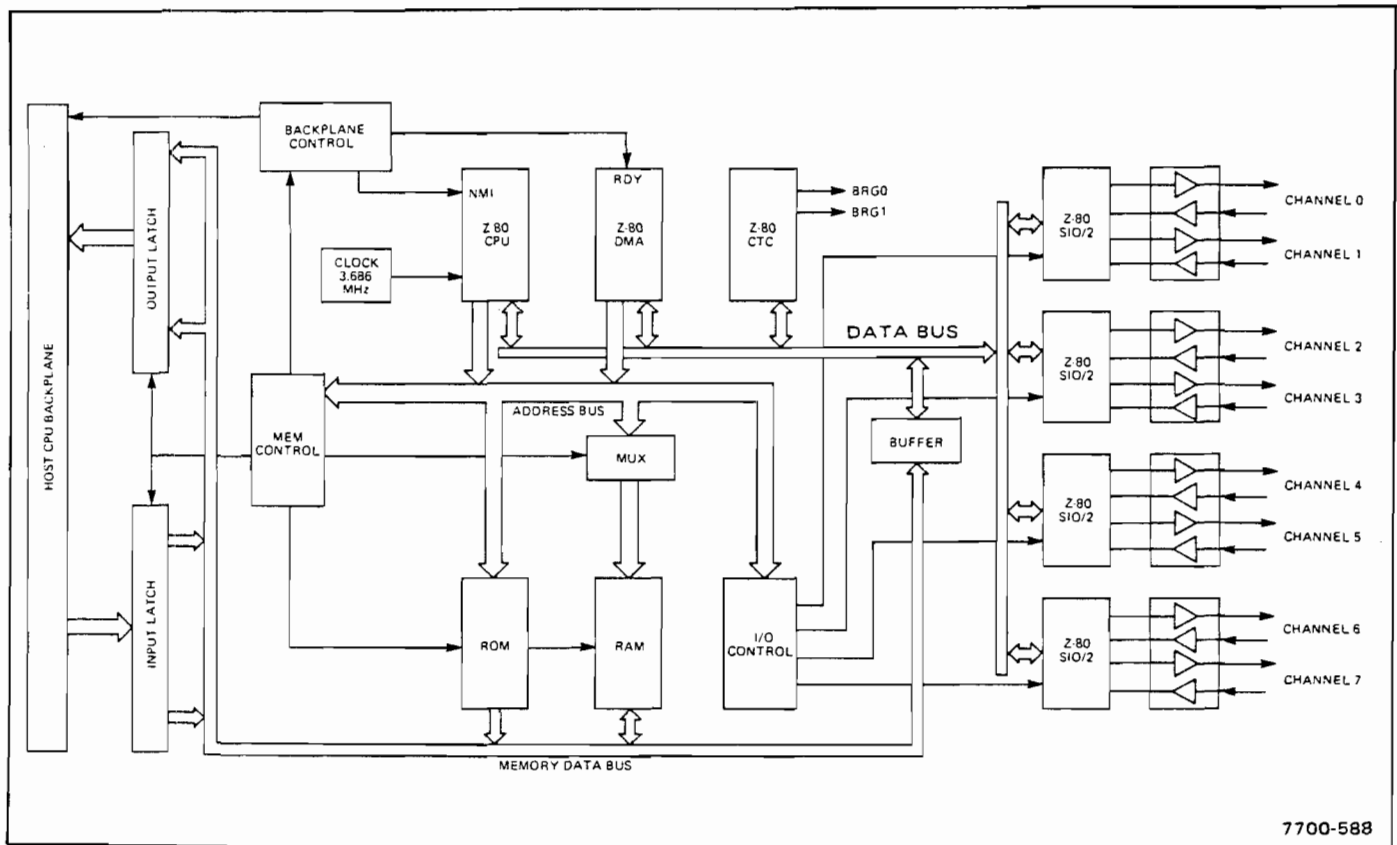 BACKPLANE
CONTROL
HOST CPU BACKPLANE
OUTPUT LATCH
INPUT LATCH
NMI
Z-80
CPU
RDY
Z-80
DMA
Z-80
CTC
BRG0
BRG1
CLOCK
3.686
MHz
DATA BUS
ADDRESS BUS
MEM
CONTROL
MUX
BUFFER
ROM
RAM
I/O
CONTROL
MEMORY DATA BUS
Z-80
SIO/2
CHANNEL 0
CHANNEL 1
Z-80
SIO/2
CHANNEL 2
CHANNEL 3
Z-80
SIO/2
CHANNEL 4
CHANNEL 5
Z-80
SIO/2
CHANNEL 6
CHANNEL 7
7700-588